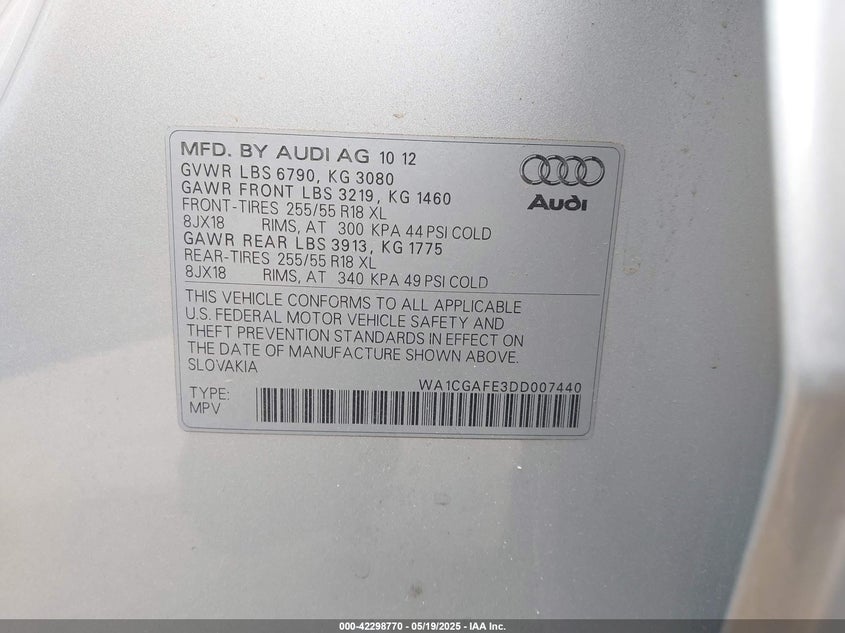 MFD. BY AUDI AG 10 12
GVWR LBS 6790, KG 3080
GAWR FRONT LBS 3219, KG 1460
FRONT-TIRES 255/55 R18 XL
8JX18 RIMS, AT 300 KPA 44 PSI COLD
GAWR REAR LBS 3913, KG 1775
REAR-TIRES 255/55 R18 XL
8JX18 RIMS, AT 340 KPA 49 PSI COLD
Audi
THIS VEHICLE CONFORMS TO ALL APPLICABLE
U.S. FEDERAL MOTOR VEHICLE SAFETY AND
THEFT PREVENTION STANDARDS IN EFFECT ON
THE DATE OF MANUFACTURE SHOWN ABOVE.
SLOVAKIA
WA1CGAFE3DD007440
TYPE:
MPV
000-42298770 - 05/19/2025 - IAA Inc.